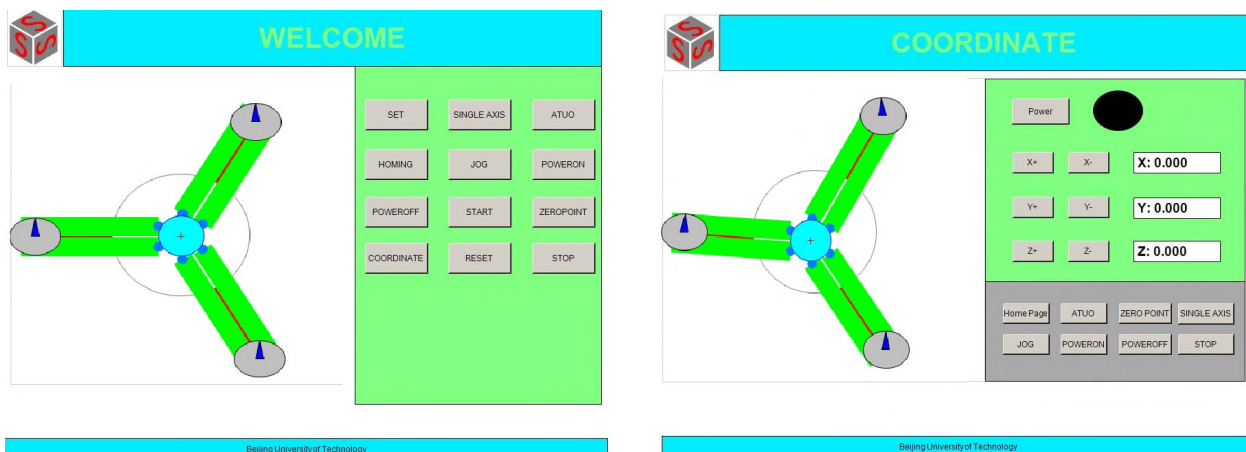 SSS
WELCOME
SET SINGLE AXIS ATUO
HOMING JOG POWERON
POWEROFF START ZEROPOINT
COORDINATE RESET STOP
Beijing University of Technology
SSS
COORDINATE
Power
X+ X- X: 0.000
Y+ Y- Y: 0.000
Z+ Z- Z: 0.000
Home Page ATUO ZERO POINT SINGLE AXIS
JOG POWERON POWEROFF STOP
Beijing University of Technology